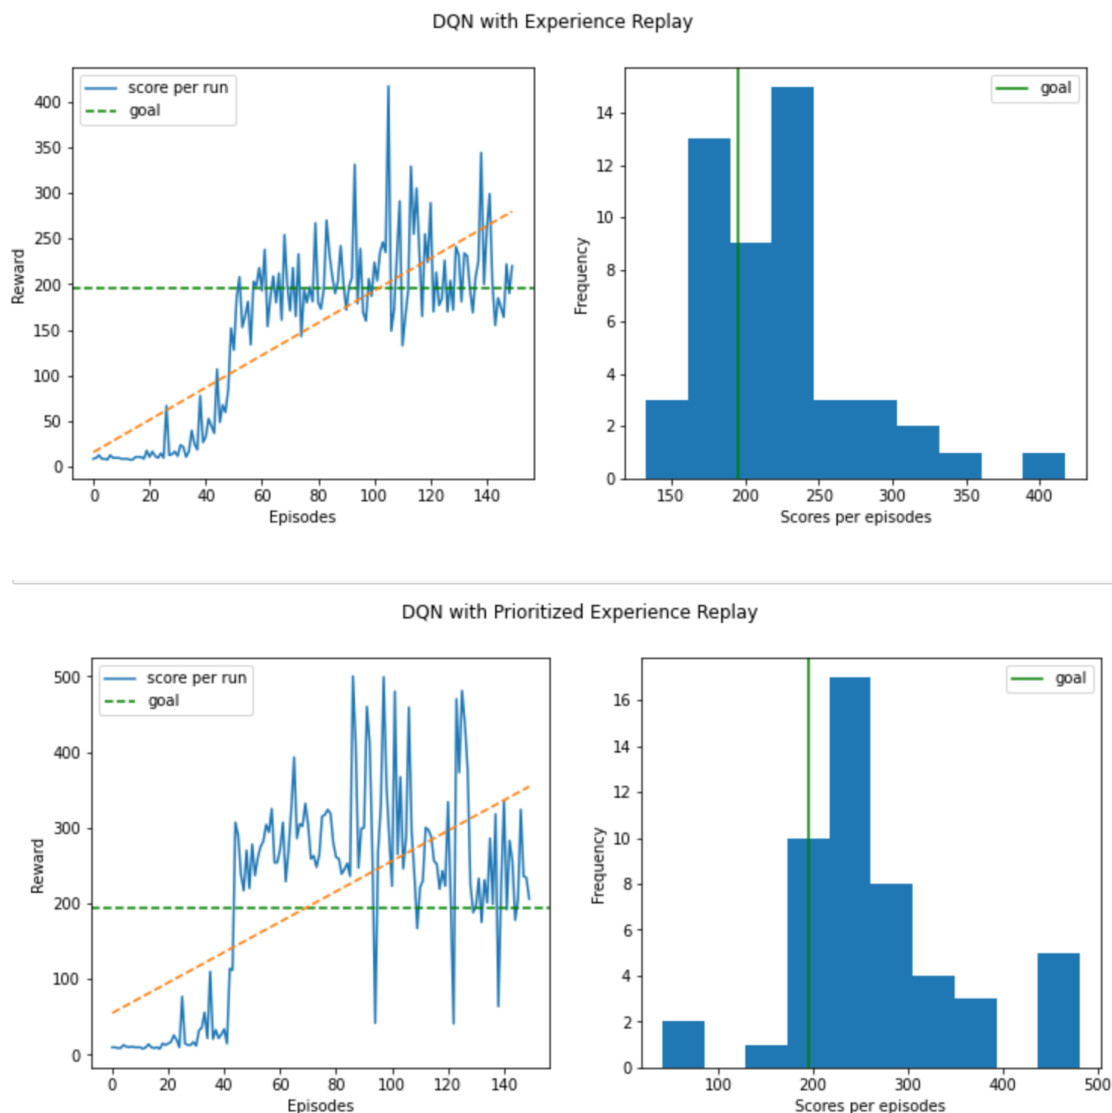 DQN with Experience Replay
score per run
goal
400
350
300
250
200
150
100
50
0
Reward
0 20 40 60 80 100 120 140
Episodes
goal
14
12
10
8
6
4
2
0
Frequency
150 200 250 300 350 400
Scores per episodes
DQN with Prioritized Experience Replay
score per run
goal
500
400
300
200
100
0
Reward
0 20 40 60 80 100 120 140
Episodes
goal
16
14
12
10
8
6
4
2
0
Frequency
100 200 300 400 500
Scores per episodes